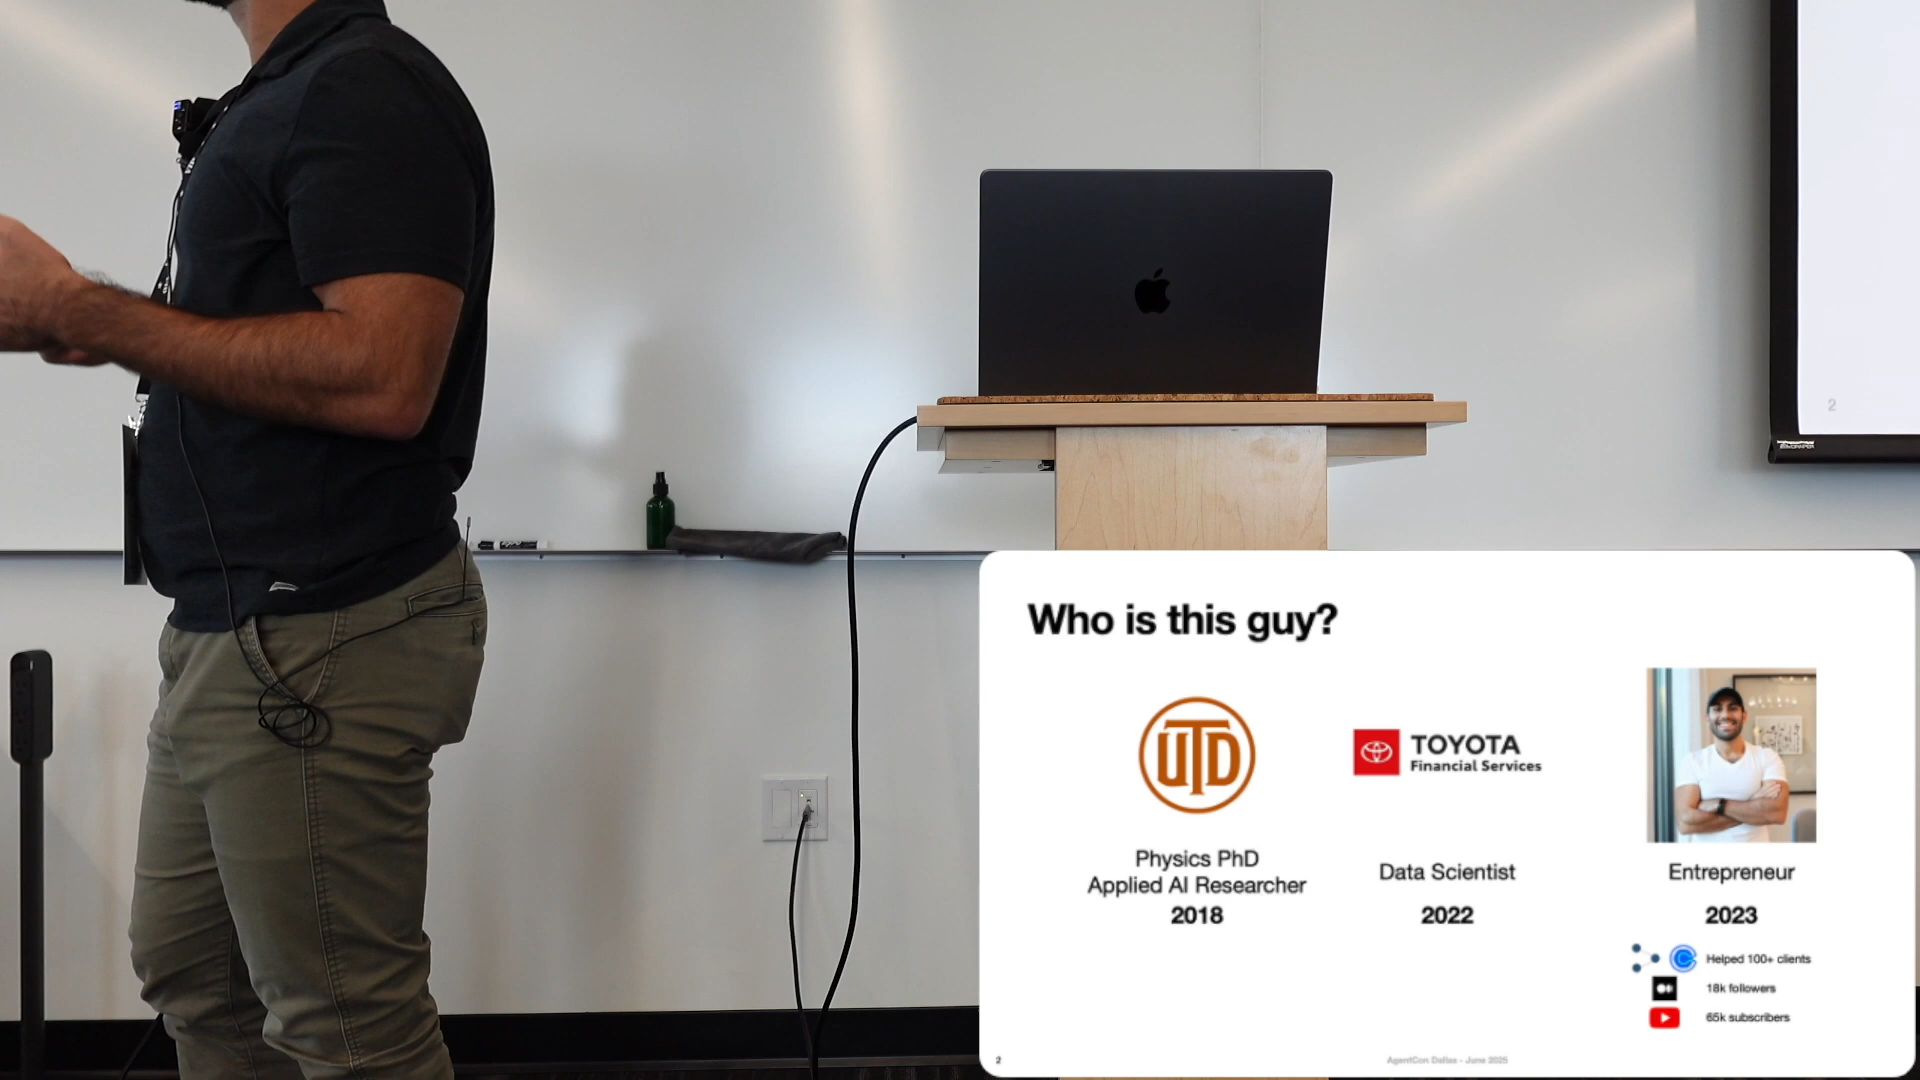 2
Who is this guy?
UTD
TOYOTA
Financial Services
Physics PhD
Applied AI Researcher
2018
Data Scientist
2022
Entrepreneur
2023
Helped 100+ clients
18k followers
65k subscribers
2
AgentCon Dallas - June 2025